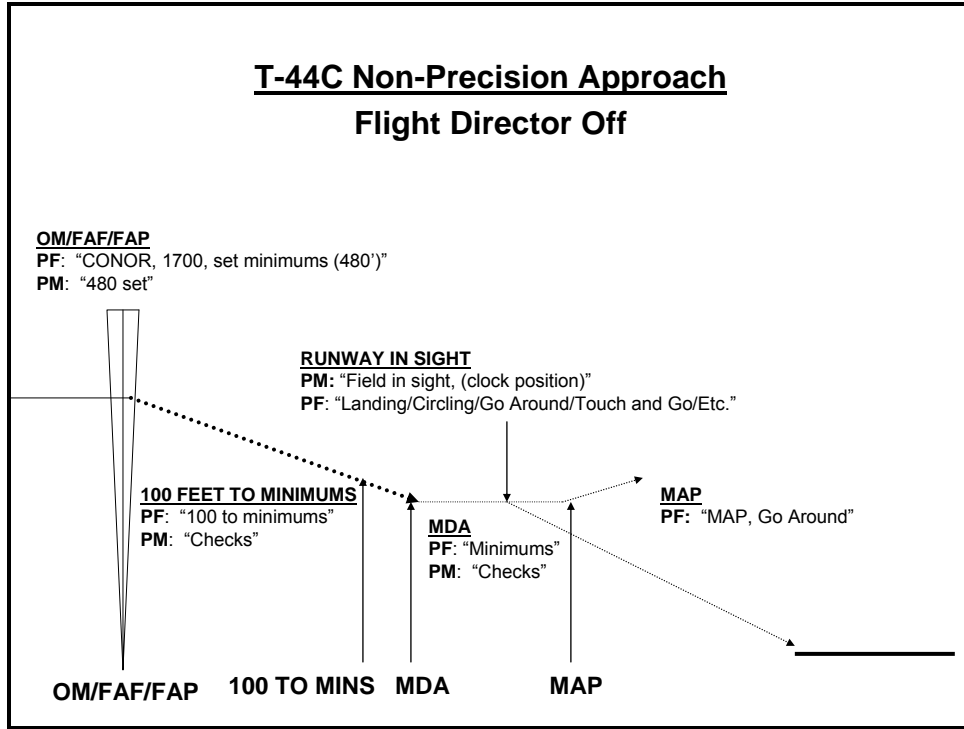 T-44C Non-Precision Approach
Flight Director Off
OM/FAF/FAP
PF: “CONOR, 1700, set minimums (480’)”
PM: “480 set”
RUNWAY IN SIGHT
PM: “Field in sight, (clock position)”
PF: “Landing/Circling/Go Around/Touch and Go/Etc.”
100 FEET TO MINIMUMS
PF: “100 to minimums”
PM: “Checks”
MDA
PF: “Minimums”
PM: “Checks”
MAP
PF: “MAP, Go Around”
OM/FAF/FAP
100 TO MINS
MDA
MAP